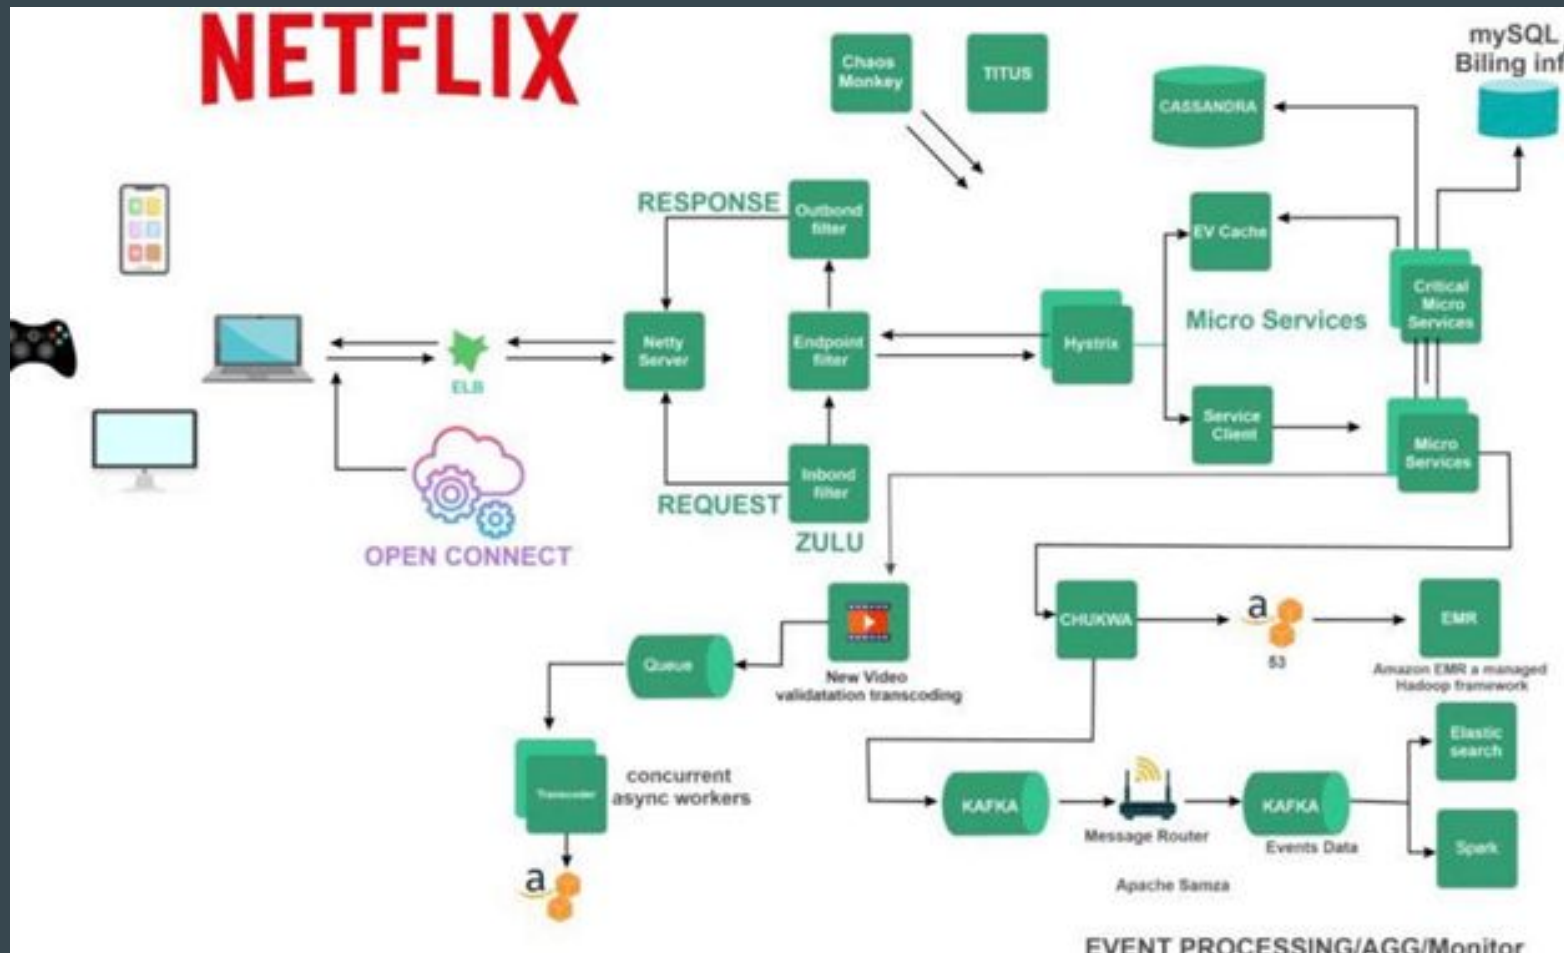 NETFLIX
Chaos
Monkey
TITUS
CASSANDRA
mySQL
Biling inf
RESPONSE
Outbond
filter
EV Cache
Critical
Micro
Services
Micro Services
Netty
Server
Endpoint
filter
Hystrix
ELB
Service
Client
Micro
Services
Inbond
filter
REQUEST
ZULU
OPEN CONNECT
CHUKWA
a
S3
EMR
Amazon EMR a managed
Hadoop framework
Queue
New Video
validatation transcoding
Elastic
search
Transcoder
concurrent
async workers
KAFKA
Message Router
KAFKA
Events Data
Spark
Apache Samza
a
EVENT PROCESSING/AGG/Monitor